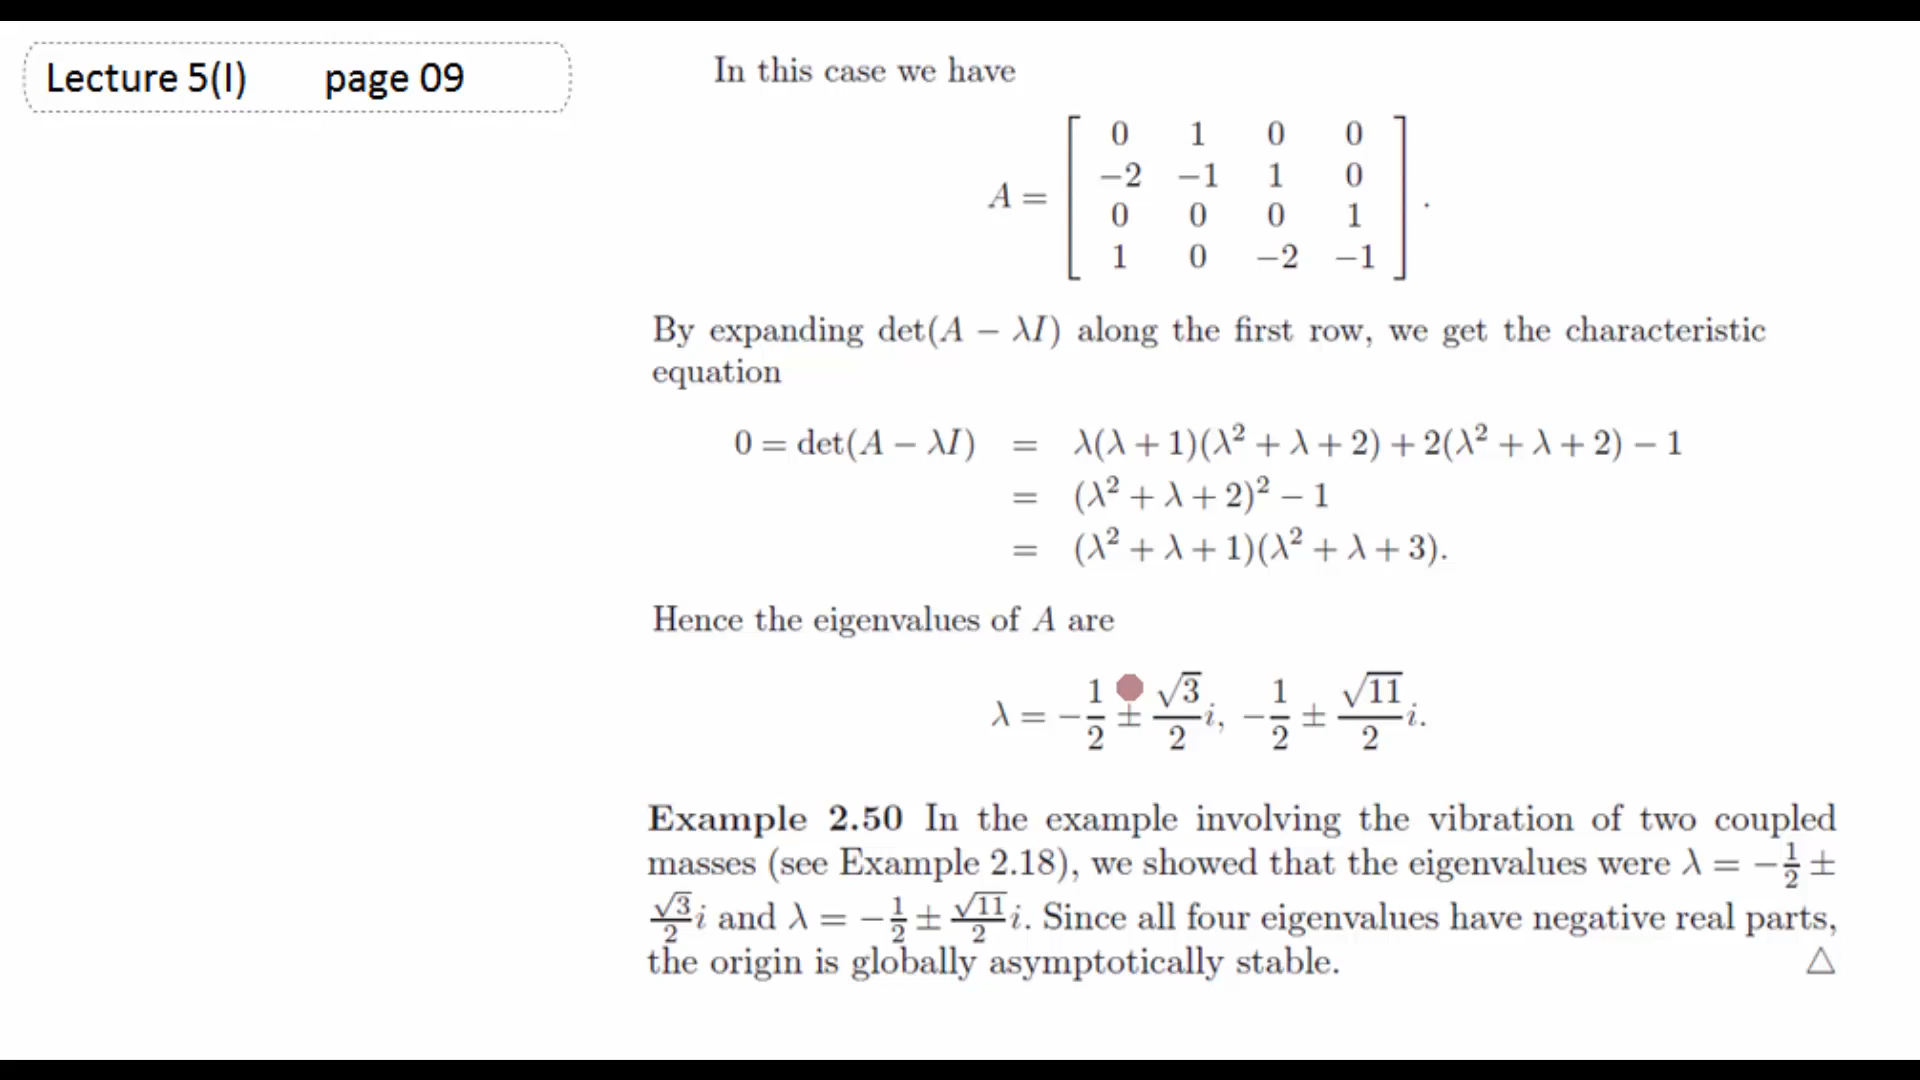 Lecture 5(I) page 09
In this case we have
A = [ 0 1 0 0
−2 −1 1 0
0 0 0 1
1 0 −2 −1 ] .
By expanding det(A − λI) along the first row, we get the characteristic
equation
0 = det(A − λI) = λ(λ + 1)(λ² + λ + 2) + 2(λ² + λ + 2) − 1
= (λ² + λ + 2)² − 1
= (λ² + λ + 1)(λ² + λ + 3).
Hence the eigenvalues of A are
λ = −1/2 ± √3/2 i, −1/2 ± √11/2 i.
Example 2.50 In the example involving the vibration of two coupled
masses (see Example 2.18), we showed that the eigenvalues were λ = −1/2 ±
√3/2 i and λ = −1/2 ± √11/2 i. Since all four eigenvalues have negative real parts,
the origin is globally asymptotically stable. △